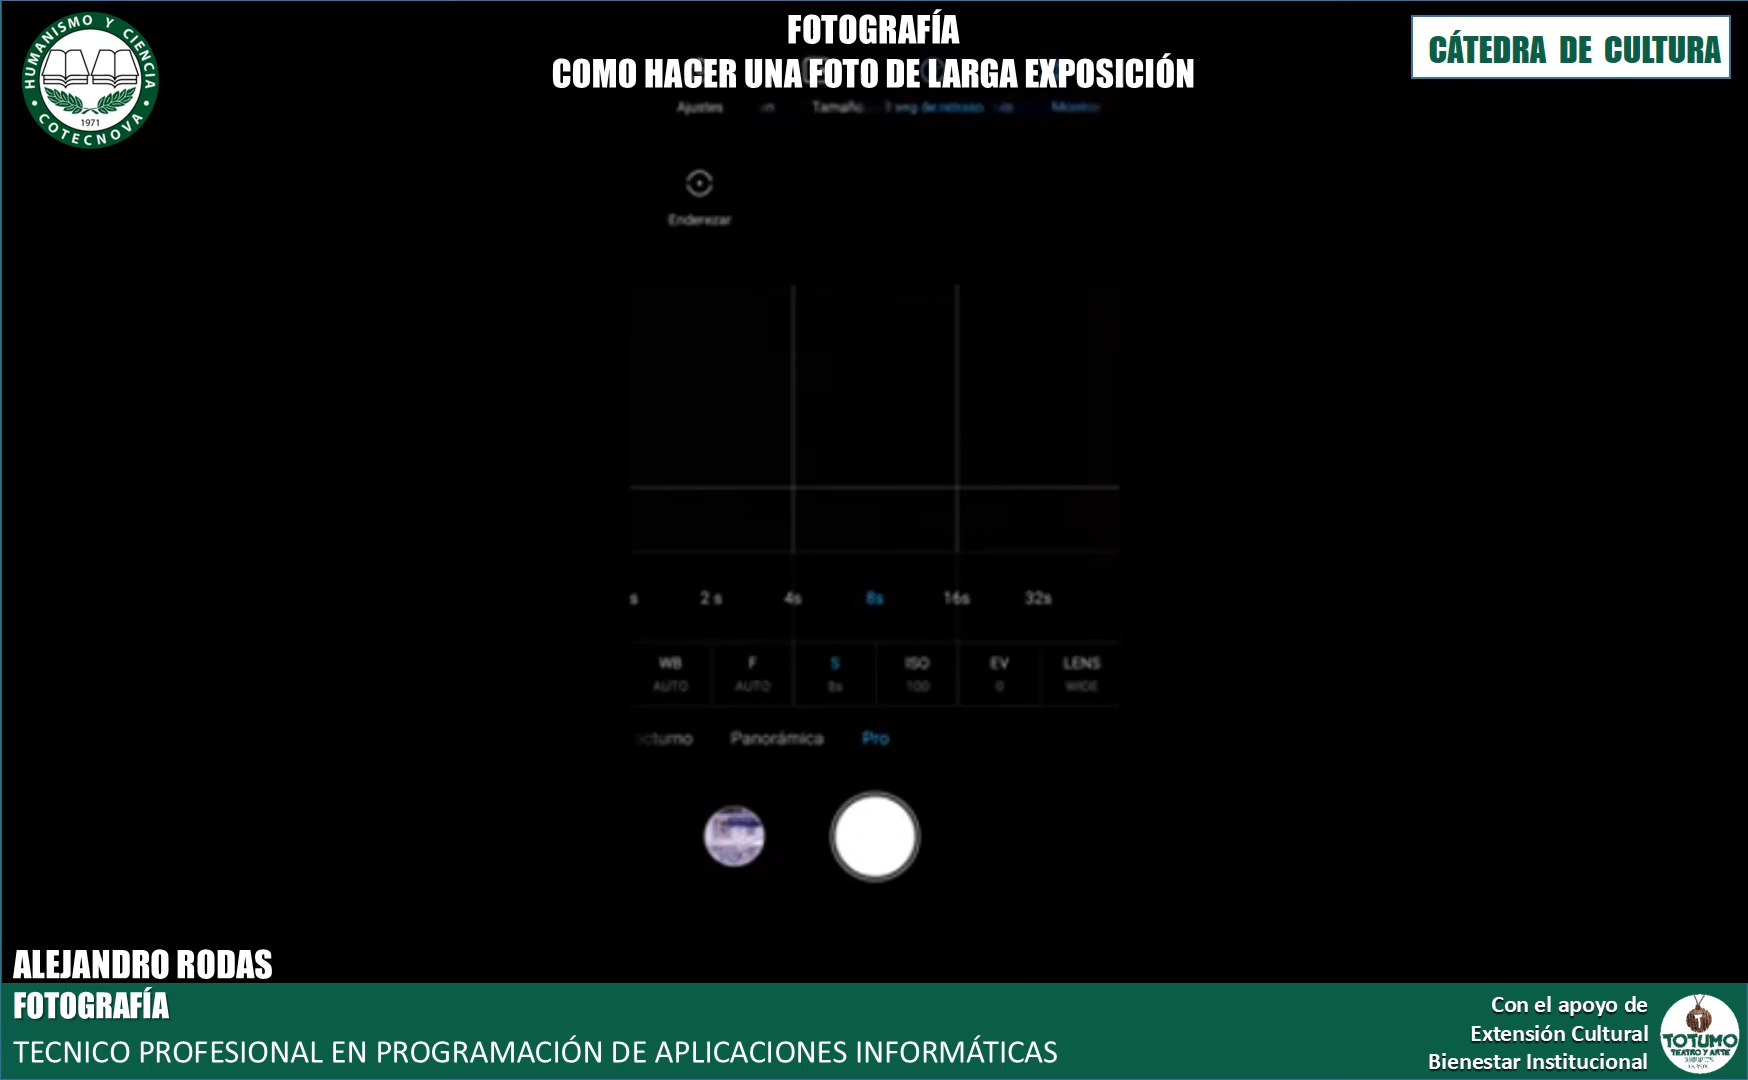 HUMANISMO Y CIENCIA
1971
COTECNOVA
FOTOGRAFÍA
COMO HACER UNA FOTO DE LARGA EXPOSICIÓN
CÁTEDRA DE CULTURA
Ajustes Tamaño
Enderezar
s 2 s 4s 8s 16s 32s
WB F S ISO EV LENS
AUTO AUTO 8s 100 0 WIDE
octurno Panorámica Pro
ALEJANDRO RODAS
FOTOGRAFÍA
TECNICO PROFESIONAL EN PROGRAMACIÓN DE APLICACIONES INFORMÁTICAS
Con el apoyo de
Extensión Cultural
Bienestar Institucional
TOTUMO
TEATRO Y ARTE